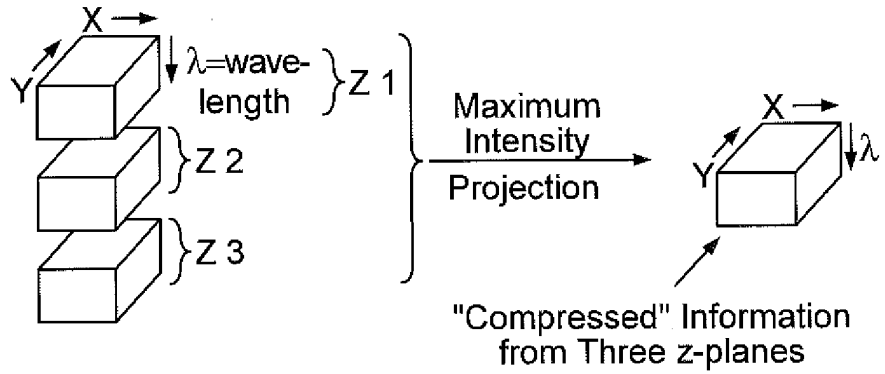 X
Y
λ=wave-
length
Z 1
Z 2
Z 3
Maximum
Intensity
Projection
X
Y
λ
"Compressed" Information
from Three z-planes